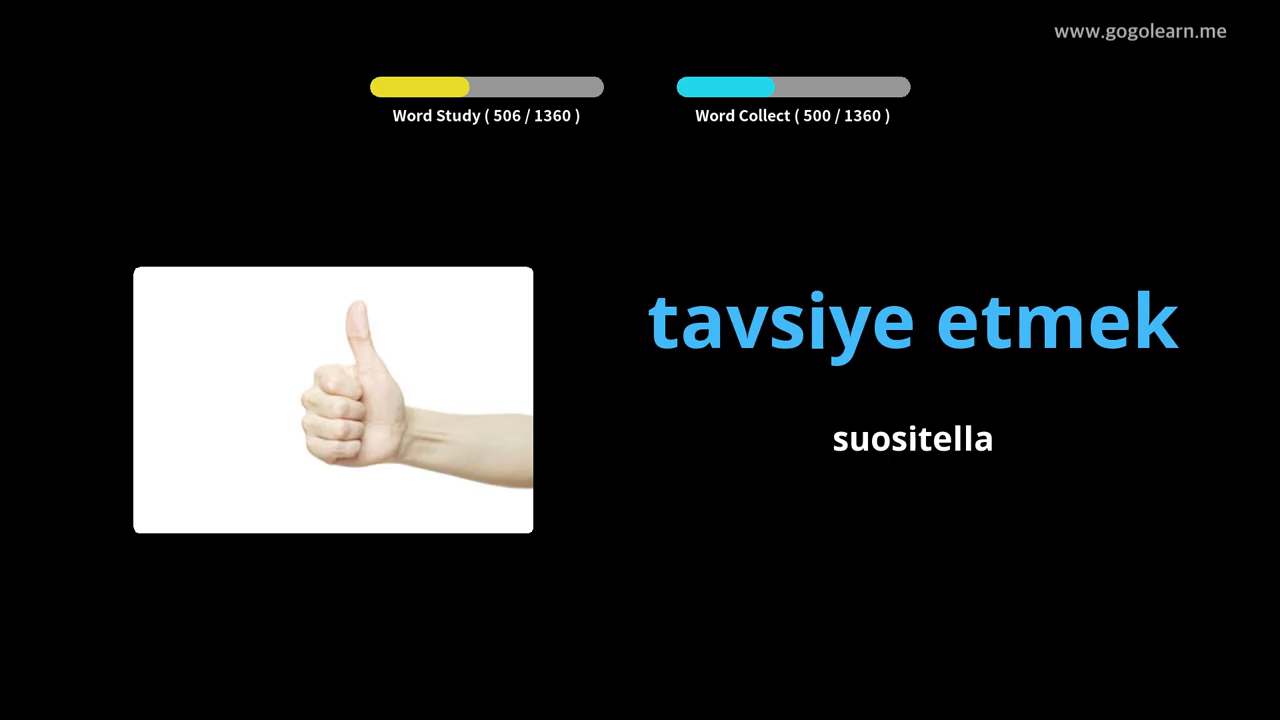 www.gogolearn.me
Word Study ( 506 / 1360 )
Word Collect ( 500 / 1360 )
tavsiye etmek
suositella